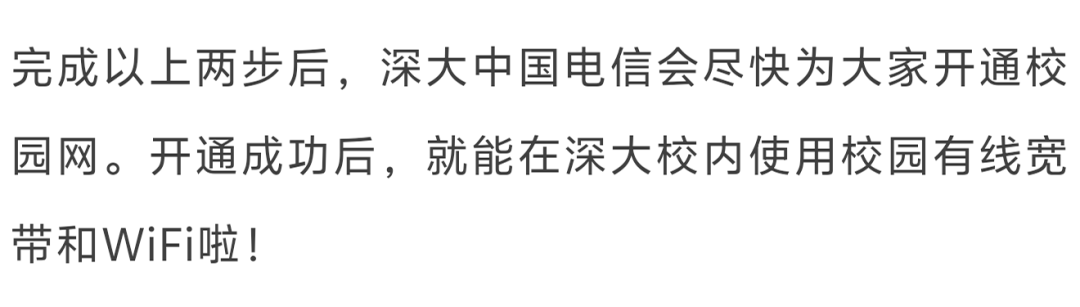 完成以上两步后，深大中国电信会尽快为大家开通校
园网。开通成功后，就能在深大校内使用校园有线宽
带和WiFi啦！